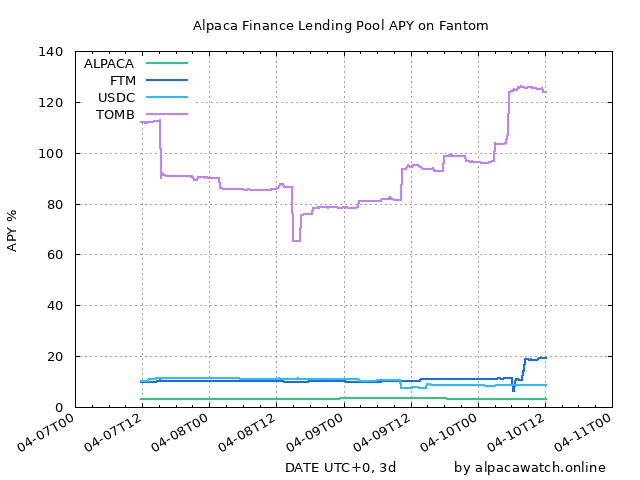 Alpaca Finance Lending Pool APY on Fantom
140
120
100
80
60
40
20
0
APY %
ALPACA
FTM
USDC
TOMB
04-07T00
04-07T12
04-08T00
04-08T12
04-09T00
04-09T12
04-10T00
04-10T12
04-11T00
DATE UTC+0, 3d
by alpacawatch.online